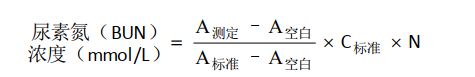 尿素氮（BUN）
浓度（mmol/L） = (A测定 - A空白) / (A标准 - A空白) × C标准 × N